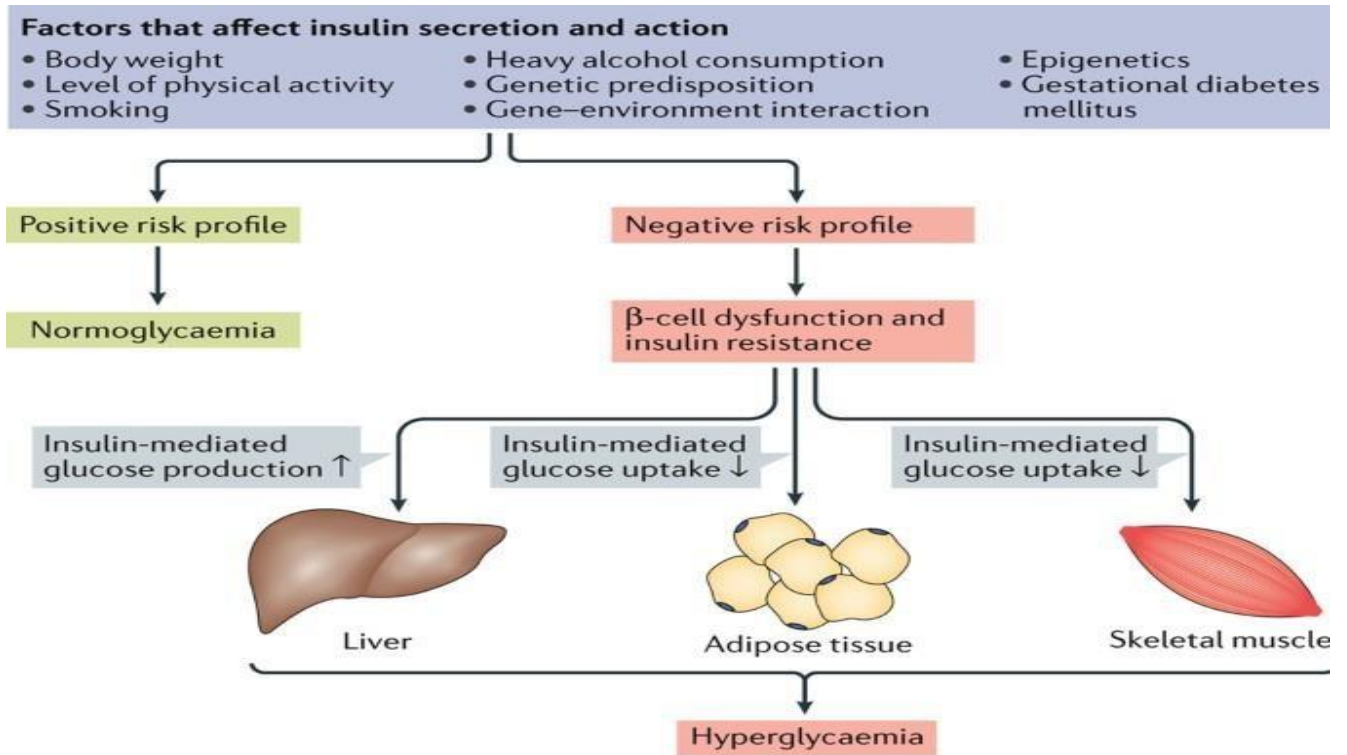 Factors that affect insulin secretion and action
• Body weight
• Level of physical activity
• Smoking
• Heavy alcohol consumption
• Genetic predisposition
• Gene–environment interaction
• Epigenetics
• Gestational diabetes
mellitus
Positive risk profile
Negative risk profile
Normoglycaemia
β-cell dysfunction and
insulin resistance
Insulin-mediated
glucose production ↑
Insulin-mediated
glucose uptake ↓
Insulin-mediated
glucose uptake ↓
Liver
Adipose tissue
Skeletal muscle
Hyperglycaemia